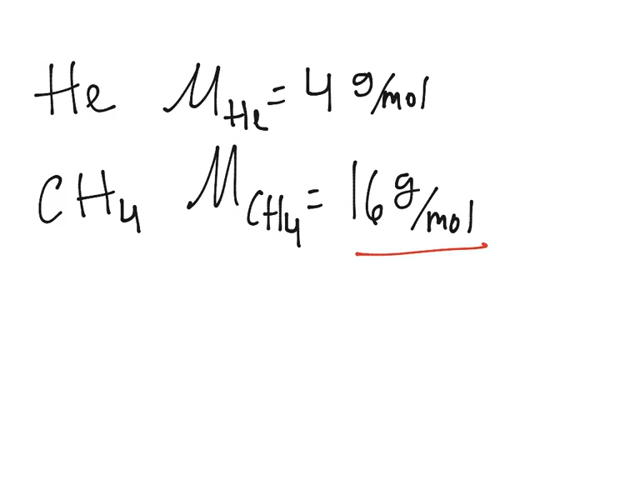 He M_He = 4 g/mol
CH₄ M_CH₄ = 16 g/mol